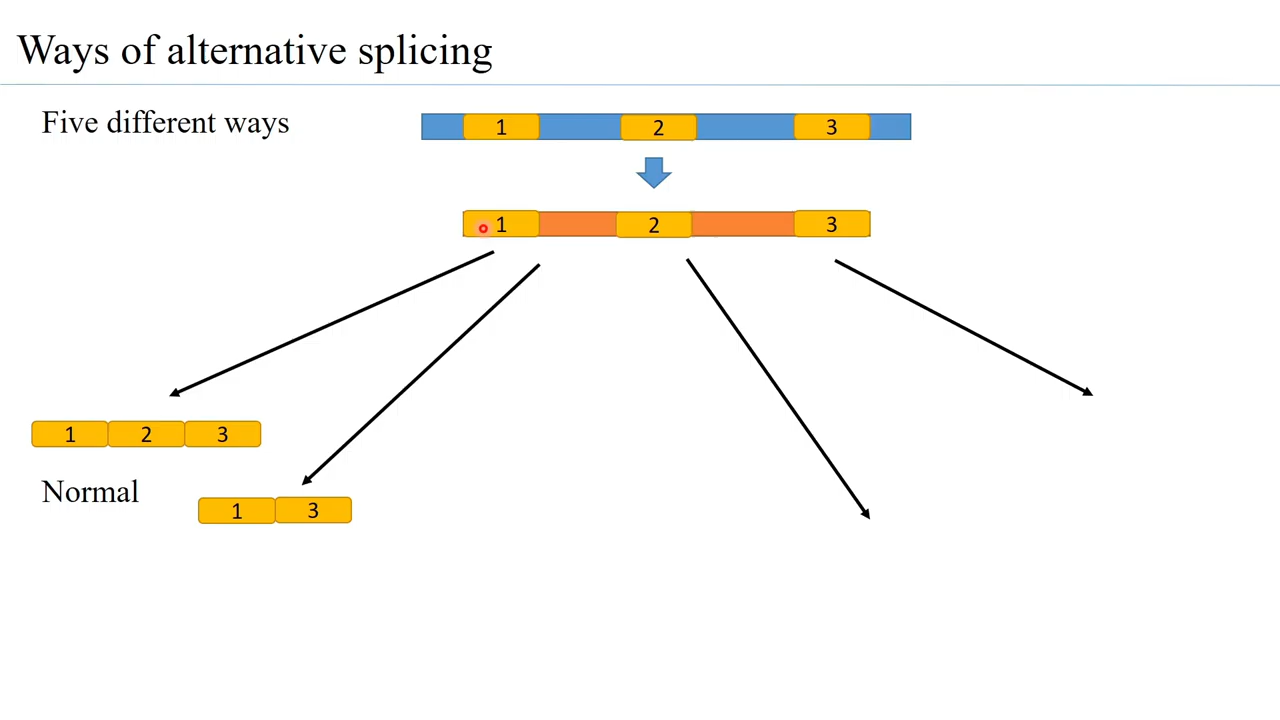 Ways of alternative splicing
Five different ways
1 2 3
1 2 3
1 2 3
Normal
1 3